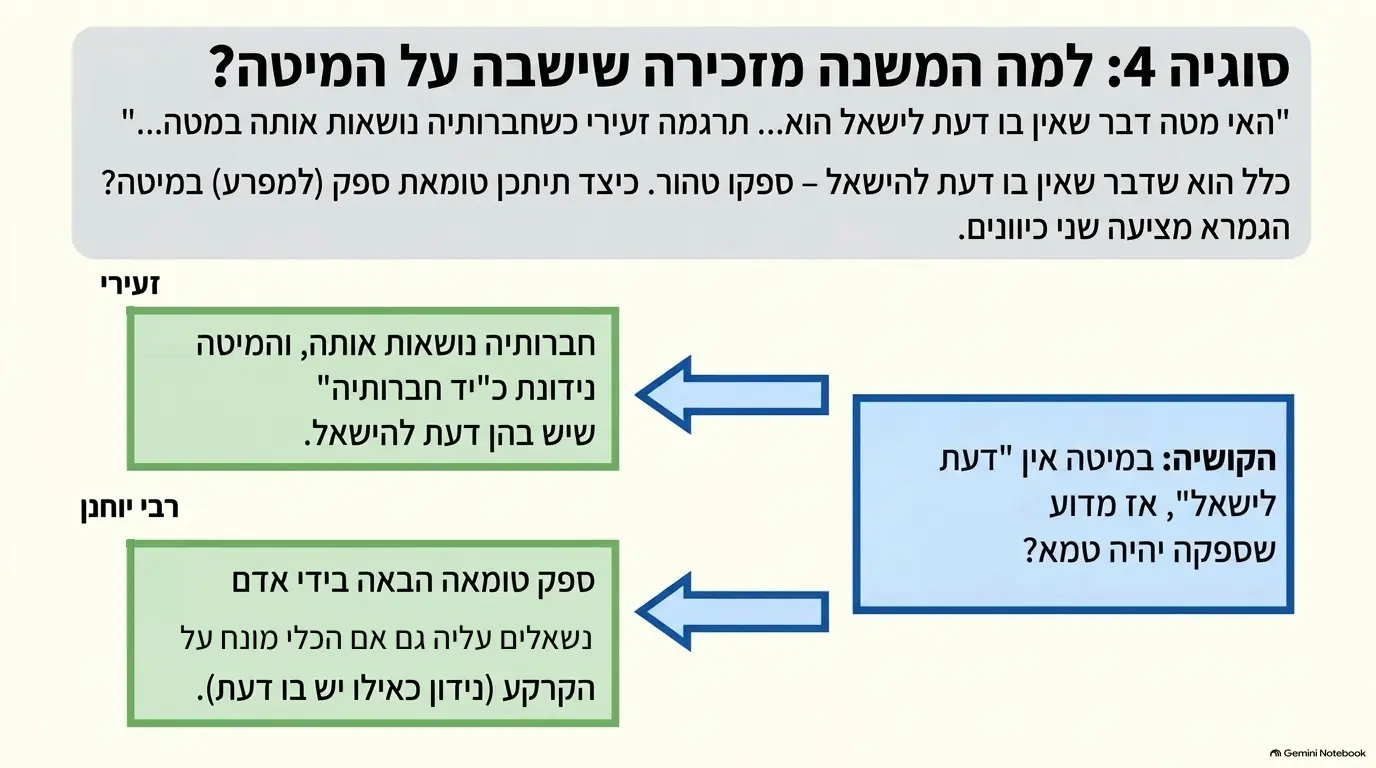 סוגיה 4: למה המשנה מזכירה שישבה על המיטה?
"האי מטה דבר שאין בו דעת לישאל הוא... תרגמה זעירי כשחברותיה נושאות אותה במטה..."
כלל הוא שדבר שאין בו דעת להישאל – ספקו טהור. כיצד תיתכן טומאת ספק (למפרע) במיטה?
הגמרא מציעה שני כיוונים.
זעירי
חברותיה נושאות אותה, והמיטה
נידונת כ"יד חברותיה"
שיש בהן דעת להישאל.
הקושיה: במיטה אין "דעת
לישאל", אז מדוע
שספקה יהיה טמא?
רבי יוחנן
ספק טומאה הבאה בידי אדם
נשאלים עליה גם אם הכלי מונח על
הקרקע (נידון כאילו יש בו דעת).
Gemini Notebook